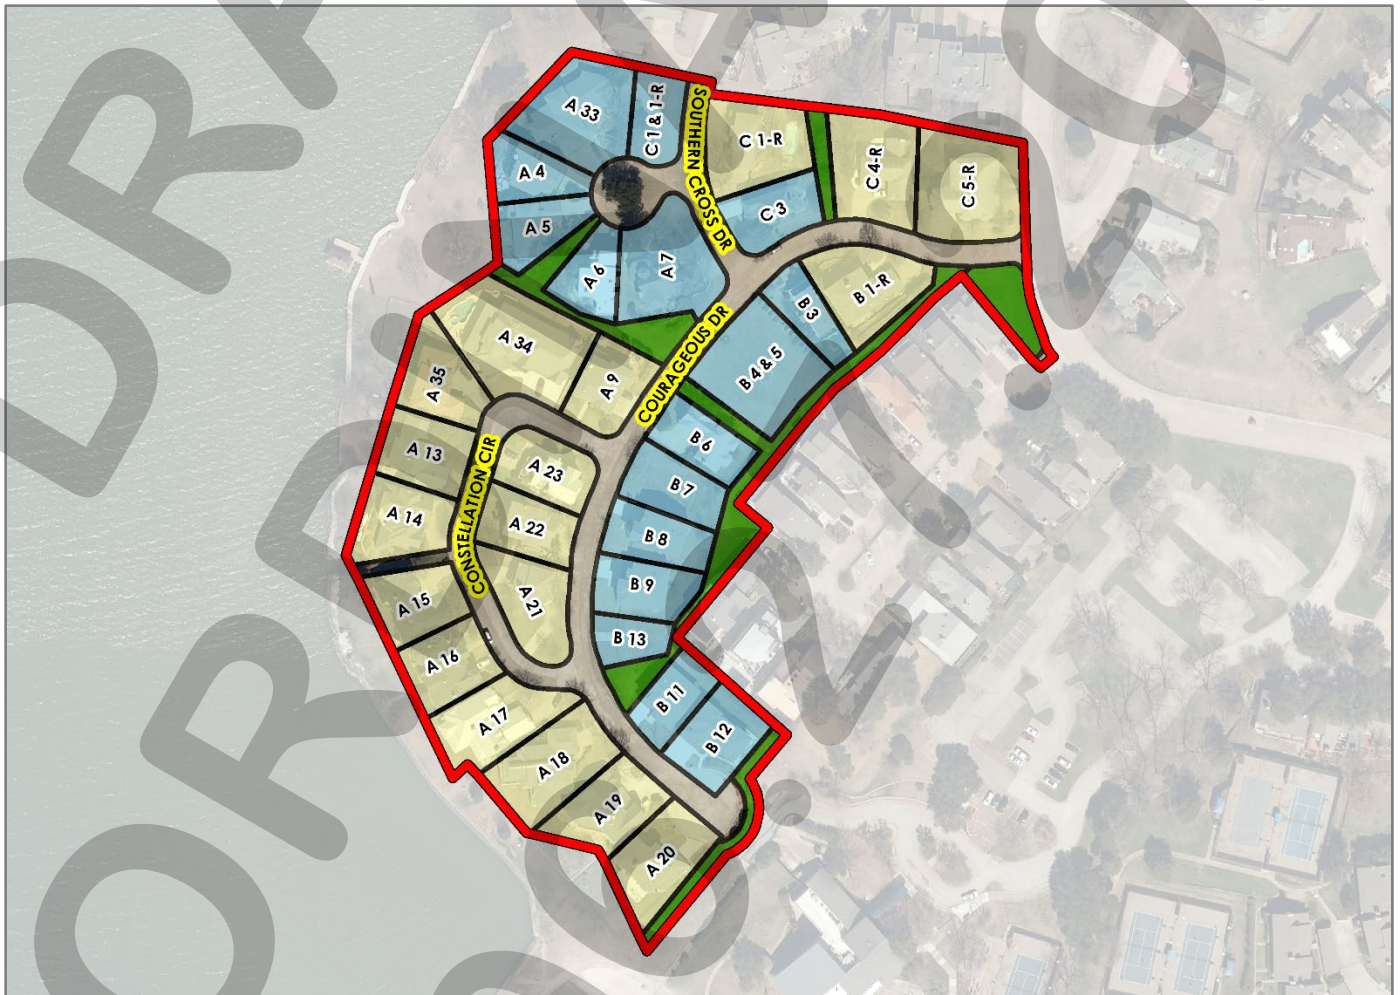 A 33
C 1 & 1-R
SOUTHERN CROSS DR
C 1-R
C 4-R
C 5-R
A 4
A 5
A 6
A 7
C 3
B 1-R
B 3
B 4 & 5
COURAGEOUS DR
A 34
A 35
A 9
A 13
A 14
CONSTELLATION CIR
A 23
A 22
A 21
B 6
B 7
B 8
B 9
B 13
B 11
B 12
A 15
A 16
A 17
A 18
A 19
A 20